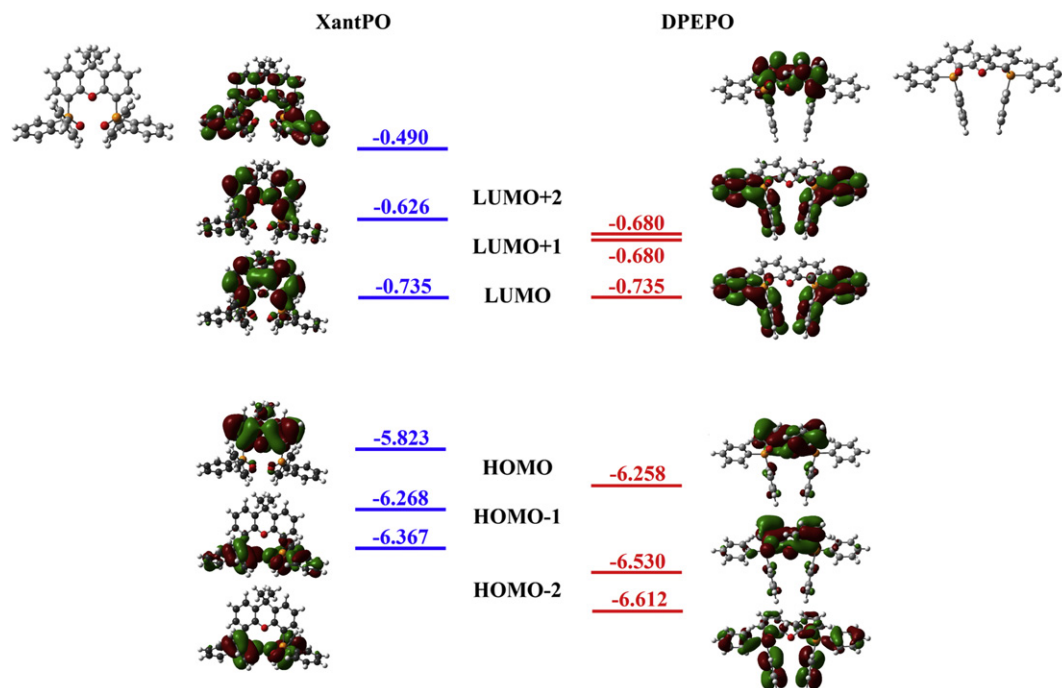 XantPO
DPEPO
-0.490
LUMO+2
-0.626
-0.680
LUMO+1
-0.680
-0.735
LUMO
-0.735
-5.823
HOMO
-6.258
-6.268
HOMO-1
-6.367
-6.530
HOMO-2
-6.612